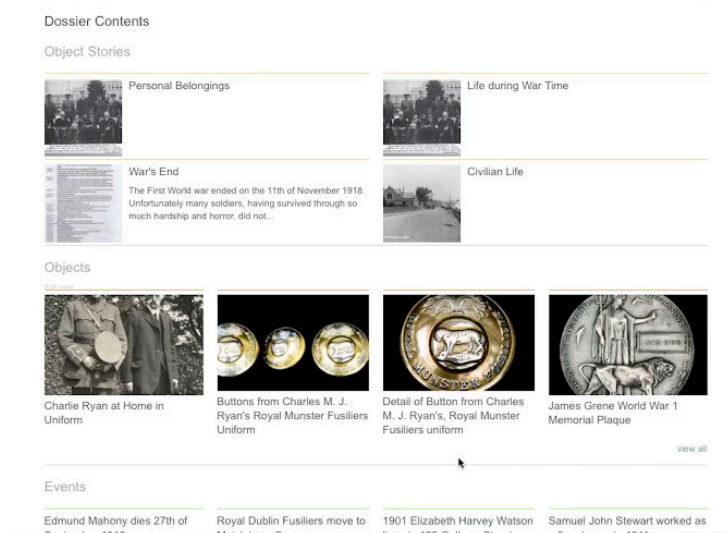 Dossier Contents
Object Stories
Personal Belongings
Life during War Time
War's End
The First World war ended on the 11th of November 1918.
Unfortunately many soldiers, having survived through so
much hardship and horror, did not...
Civilian Life
Objects
Charlie Ryan at Home in
Uniform
Buttons from Charles M. J.
Ryan's Royal Munster Fusiliers
Uniform
Detail of Button from Charles
M. J. Ryan's, Royal Munster
Fusiliers uniform
James Grene World War 1
Memorial Plaque
view all
Events
Edmund Mahony dies 27th of
Royal Dublin Fusiliers move to
1901 Elizabeth Harvey Watson
Samuel John Stewart worked as